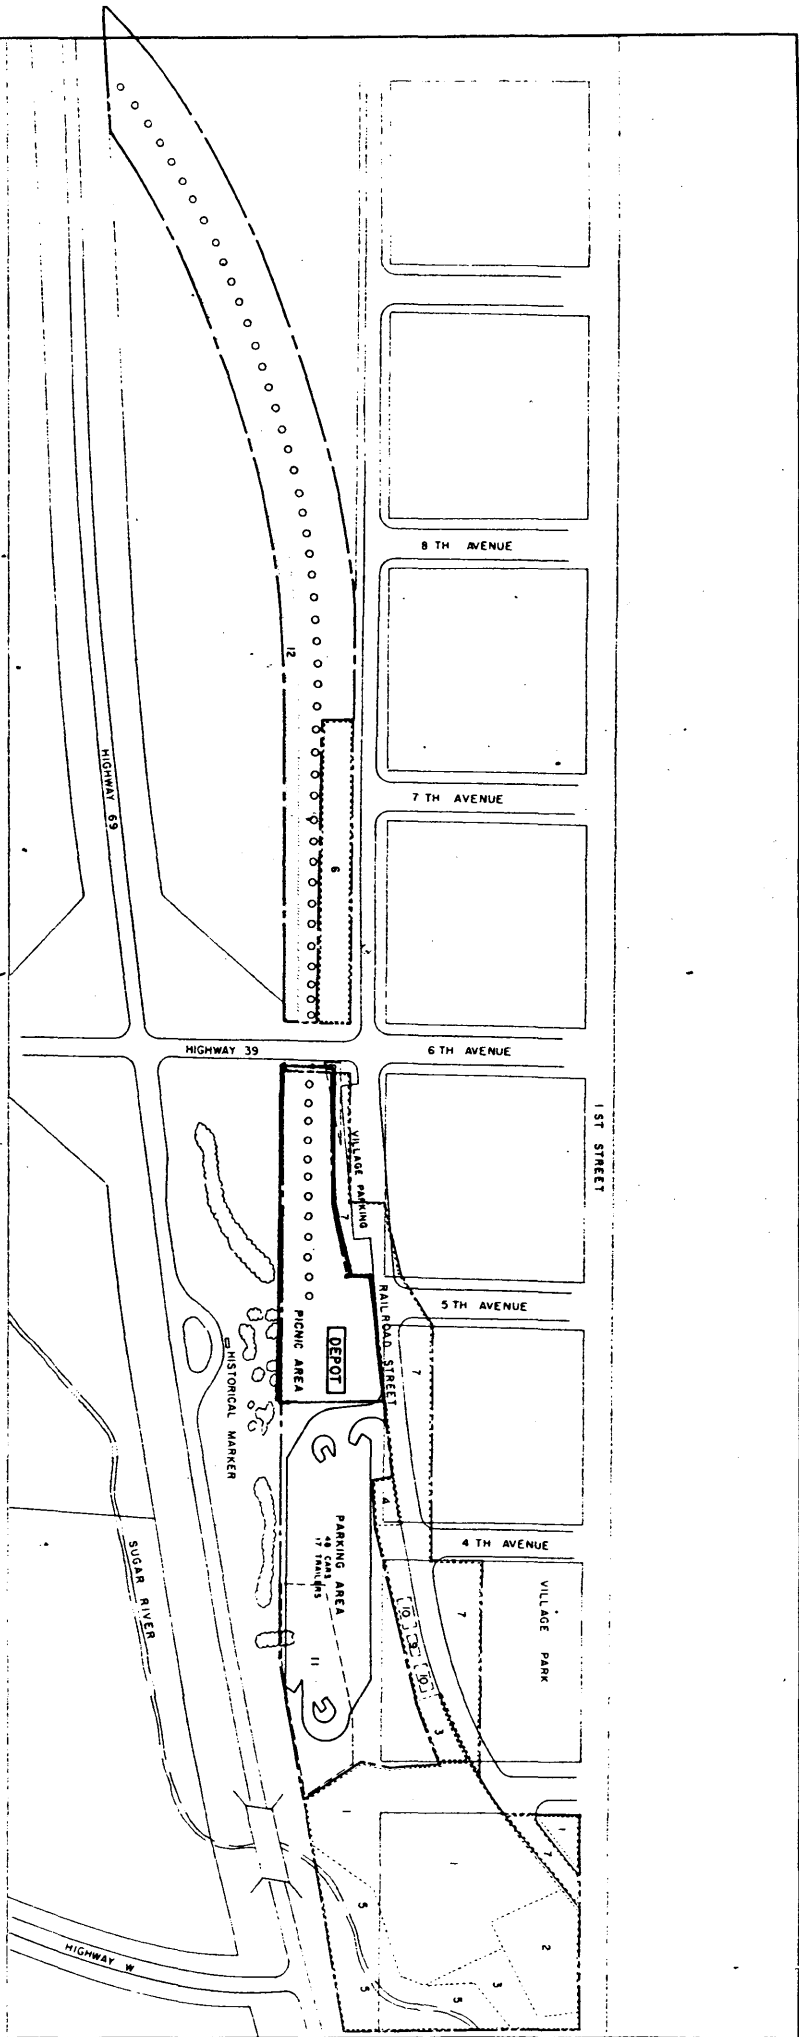 8 TH AVENUE
12
HIGHWAY 69
7 TH AVENUE
6
HIGHWAY 39
6 TH AVENUE
1 ST STREET
VILLAGE PARKING
7
RAILROAD STREET
5 TH AVENUE
PICNIC AREA
DEPOT
HISTORICAL MARKER
7
4
PARKING AREA
48 CARS
17 TRAILERS
4 TH AVENUE
SUGAR RIVER
VILLAGE PARK
7
10
9
10
11
3
1
1
7
1
5
2
3
5
5
HIGHWAY W